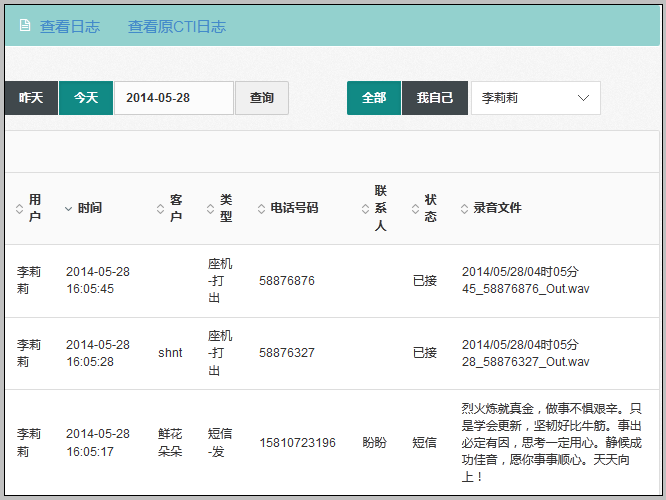 查看日志 查看原CTI日志
昨天 今天 2014-05-28 查询 全部 我自己 李莉莉
用户 时间 客户 类型 电话号码 联系人 状态 录音文件
李莉莉 2014-05-28 16:05:45 座机-打出 58876876 已接 2014/05/28/04时05分45_58876876_Out.wav
李莉莉 2014-05-28 16:05:28 shnt 座机-打出 58876327 已接 2014/05/28/04时05分28_58876327_Out.wav
李莉莉 2014-05-28 16:05:17 鲜花朵朵 短信-发 15810723196 盼盼 短信 烈火炼就真金，做事不惧艰辛。只是学会更新，坚韧好比牛筋。事出必定有因，思考一定用心。静候成功佳音，愿你事事顺心。天天向上！